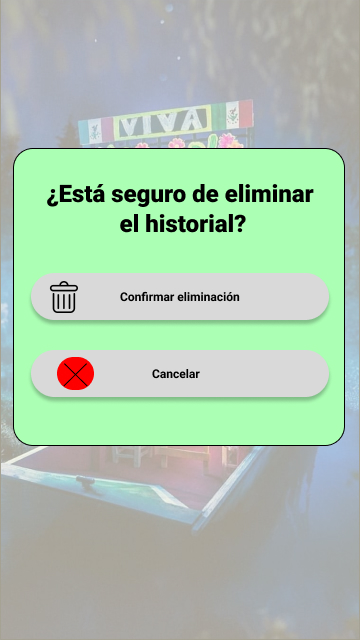 VIVA
¿Está seguro de eliminar
el historial?
Confirmar eliminación
Cancelar